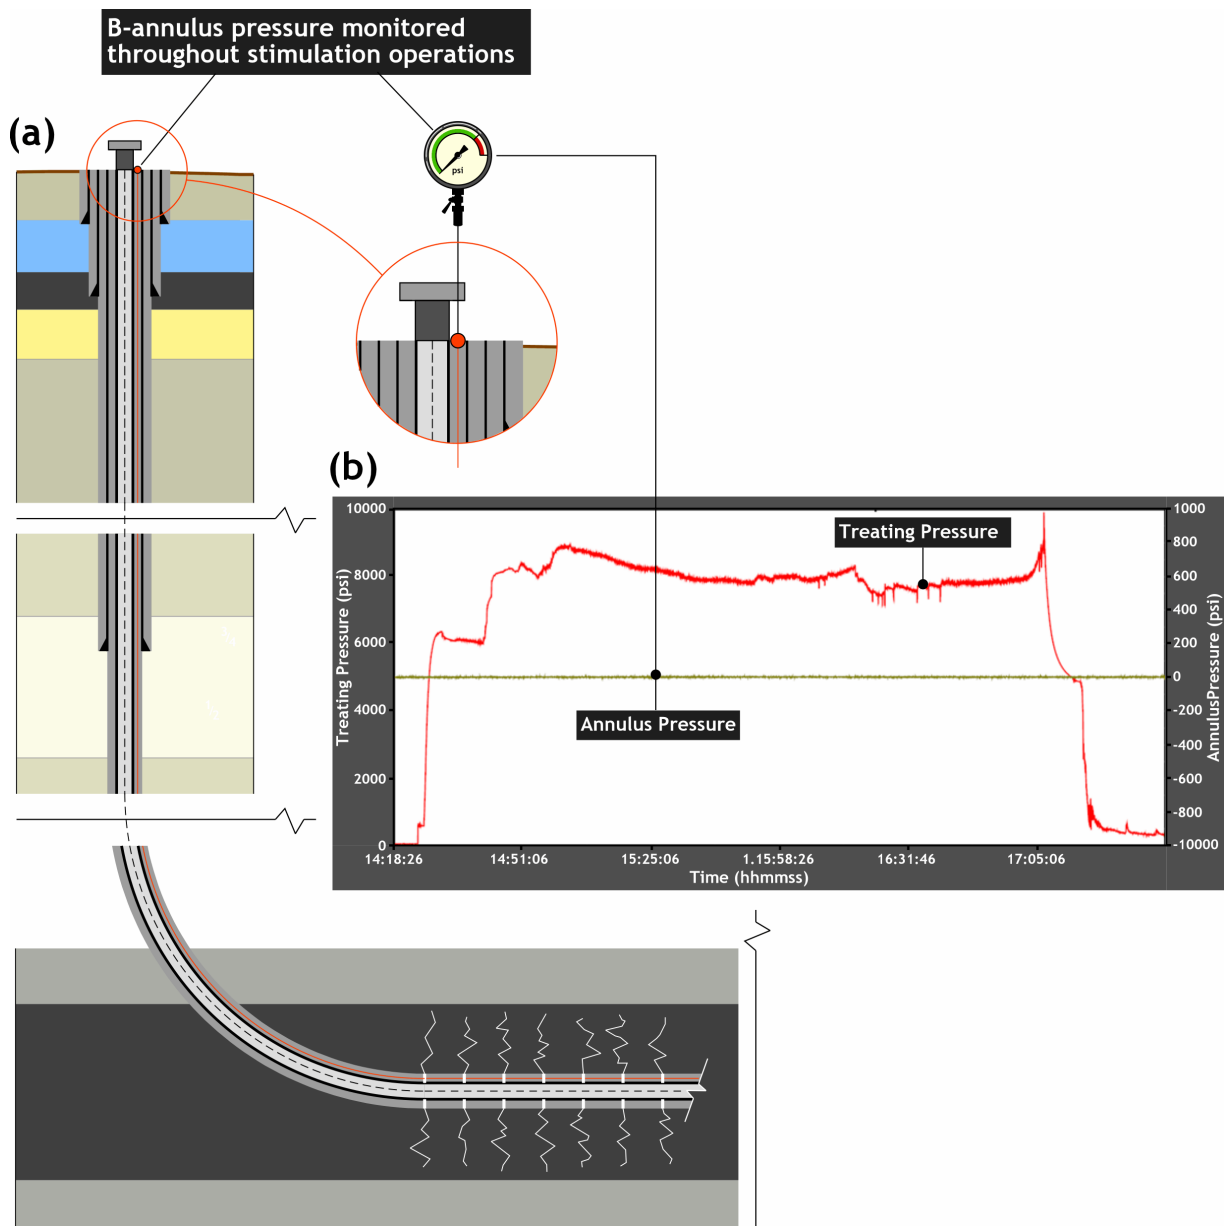 B-annulus pressure monitored
throughout stimulation operations
(a)
psi
(b)
10000
8000
6000
4000
2000
0
Treating Pressure (psi)
1000
800
600
400
200
0
-200
-400
-600
-800
-10000
AnnulusPressure (psi)
Treating Pressure
Annulus Pressure
14:18:26
14:51:06
15:25:06
1.15:58:26
16:31:46
17:05:06
Time (hhmmss)